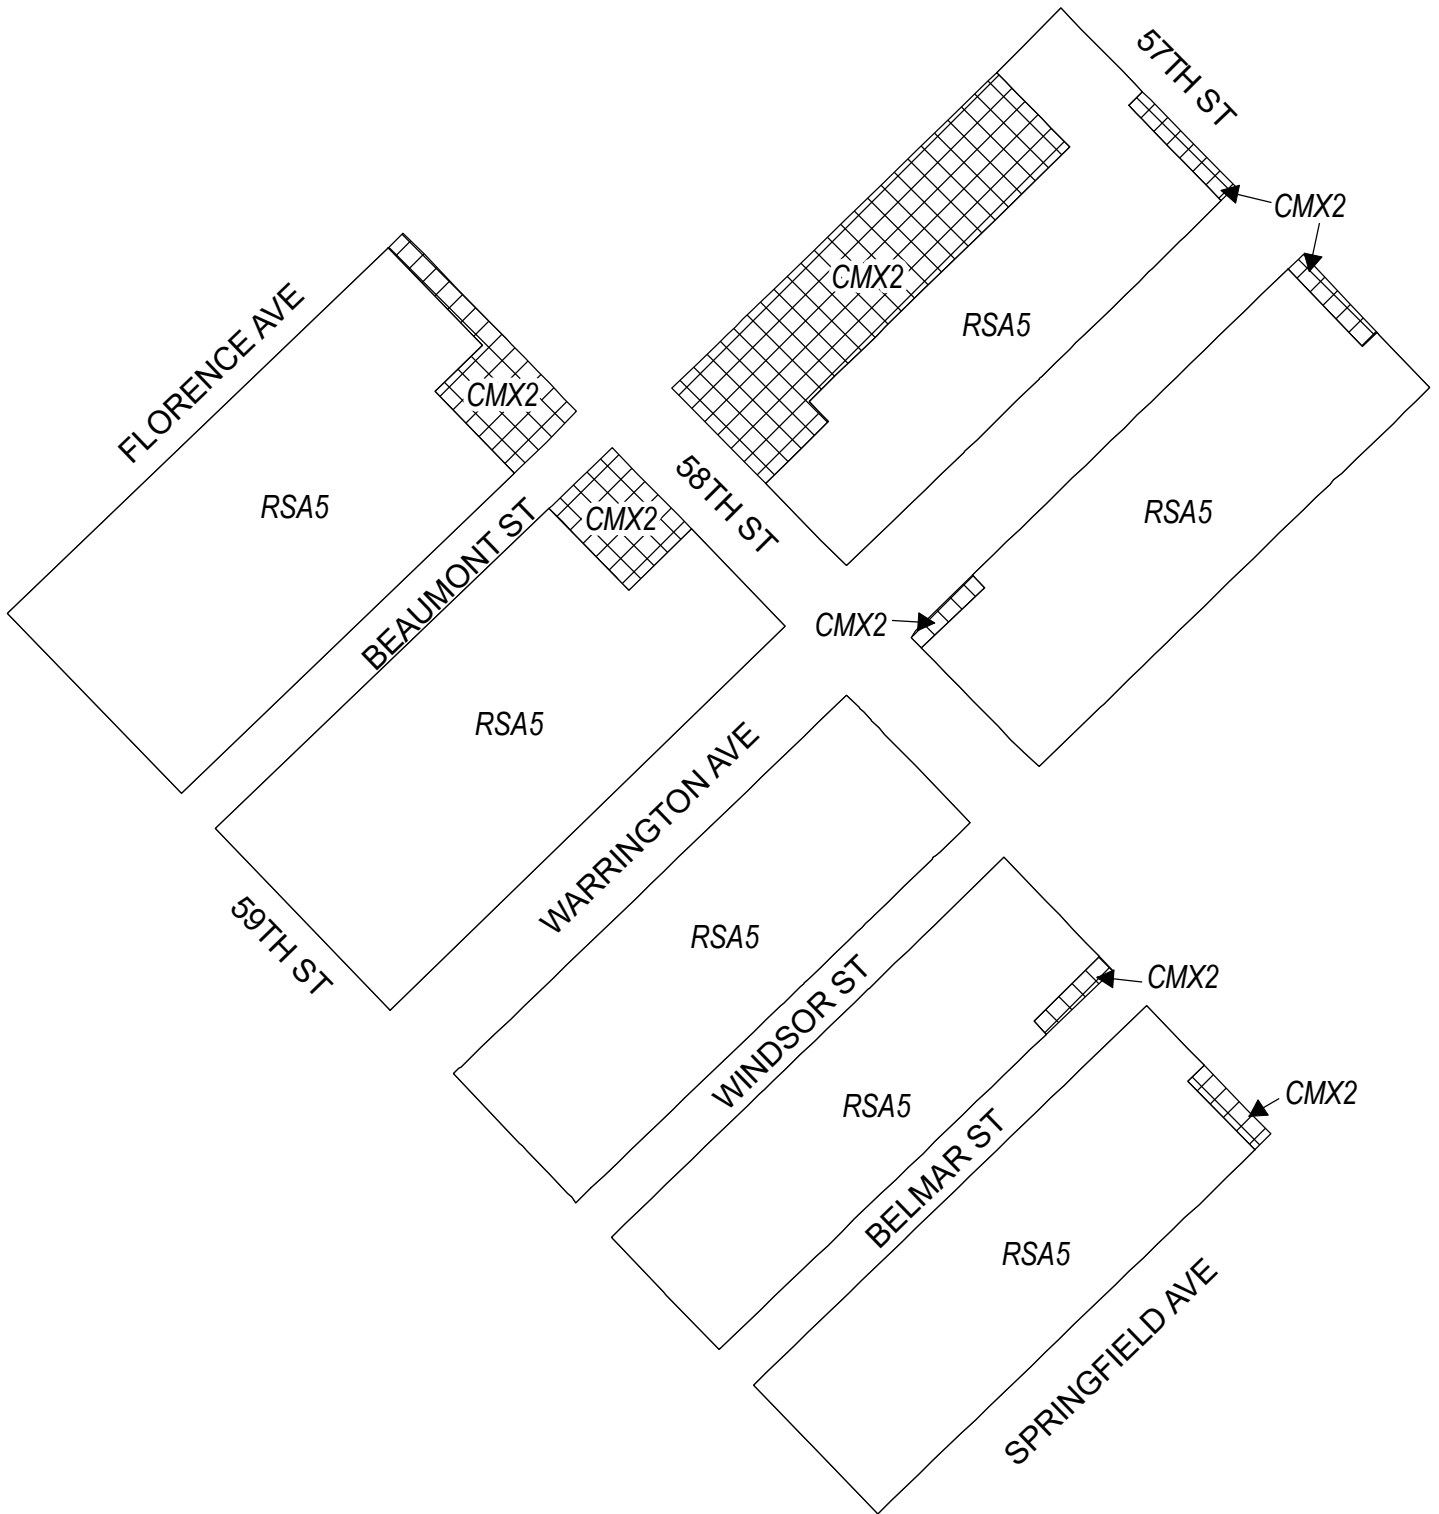 57TH ST
CMX2
CMX2
RSA5
FLORENCE AVE
CMX2
58TH ST
RSA5
RSA5
CMX2
BEAUMONT ST
CMX2
RSA5
WARRINGTON AVE
59TH ST
RSA5
CMX2
WINDSOR ST
RSA5
CMX2
BELMAR ST
RSA5
SPRINGFIELD AVE